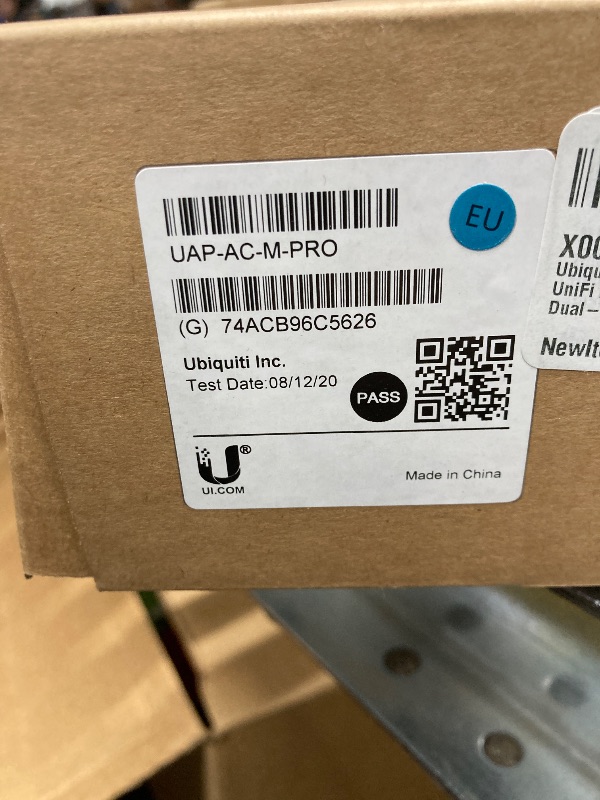 UAP-AC-M-PRO
EU
(G) 74ACB96C5626
Ubiquiti Inc.
Test Date:08/12/20
PASS
U®
UI.COM
Made in China
UniFi
Dual–